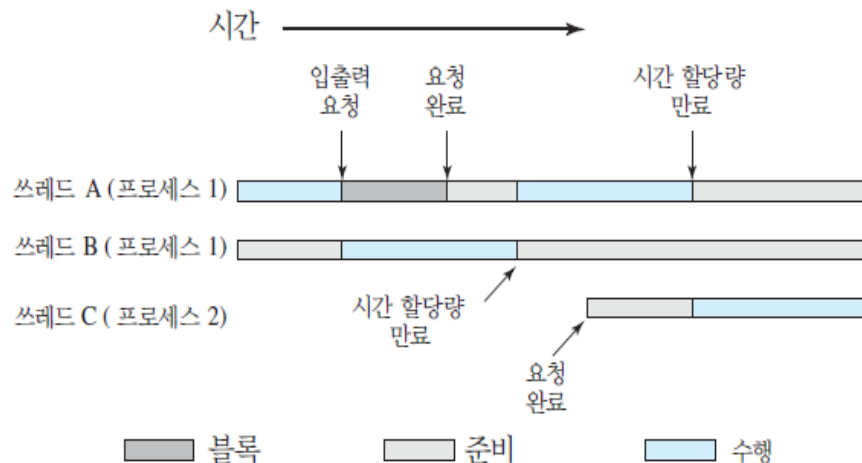 시간
입출력
요청
요청
완료
시간 할당량
만료
쓰레드 A ( 프로세스 1)
쓰레드 B ( 프로세스 1)
시간 할당량
만료
쓰레드 C ( 프로세스 2)
요청
완료
블록
준비
수행